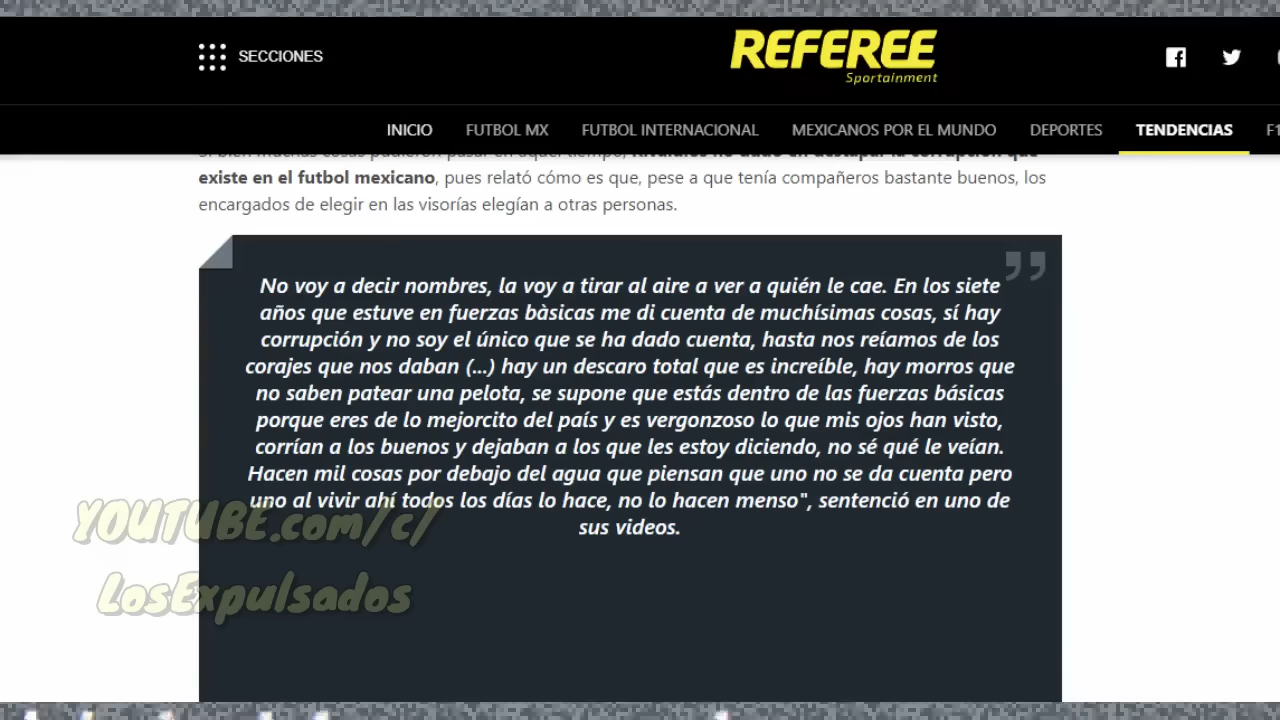 SECCIONES
REFEREE
Sportainment
INICIO FUTBOL MX FUTBOL INTERNACIONAL MEXICANOS POR EL MUNDO DEPORTES TENDENCIAS F1
existe en el futbol mexicano, pues relató cómo es que, pese a que tenía compañeros bastante buenos, los
encargados de elegir en las visorías elegían a otras personas.
No voy a decir nombres, la voy a tirar al aire a ver a quién le cae. En los siete
años que estuve en fuerzas bàsicas me di cuenta de muchísimas cosas, sí hay
corrupción y no soy el único que se ha dado cuenta, hasta nos reíamos de los
corajes que nos daban (...) hay un descaro total que es increíble, hay morros que
no saben patear una pelota, se supone que estás dentro de las fuerzas básicas
porque eres de lo mejorcito del país y es vergonzoso lo que mis ojos han visto,
corrían a los buenos y dejaban a los que les estoy diciendo, no sé qué le veían.
Hacen mil cosas por debajo del agua que piensan que uno no se da cuenta pero
uno al vivir ahí todos los días lo hace, no lo hacen menso", sentenció en uno de
sus videos.
YOUTUBE.com/c/
LosExpulsados